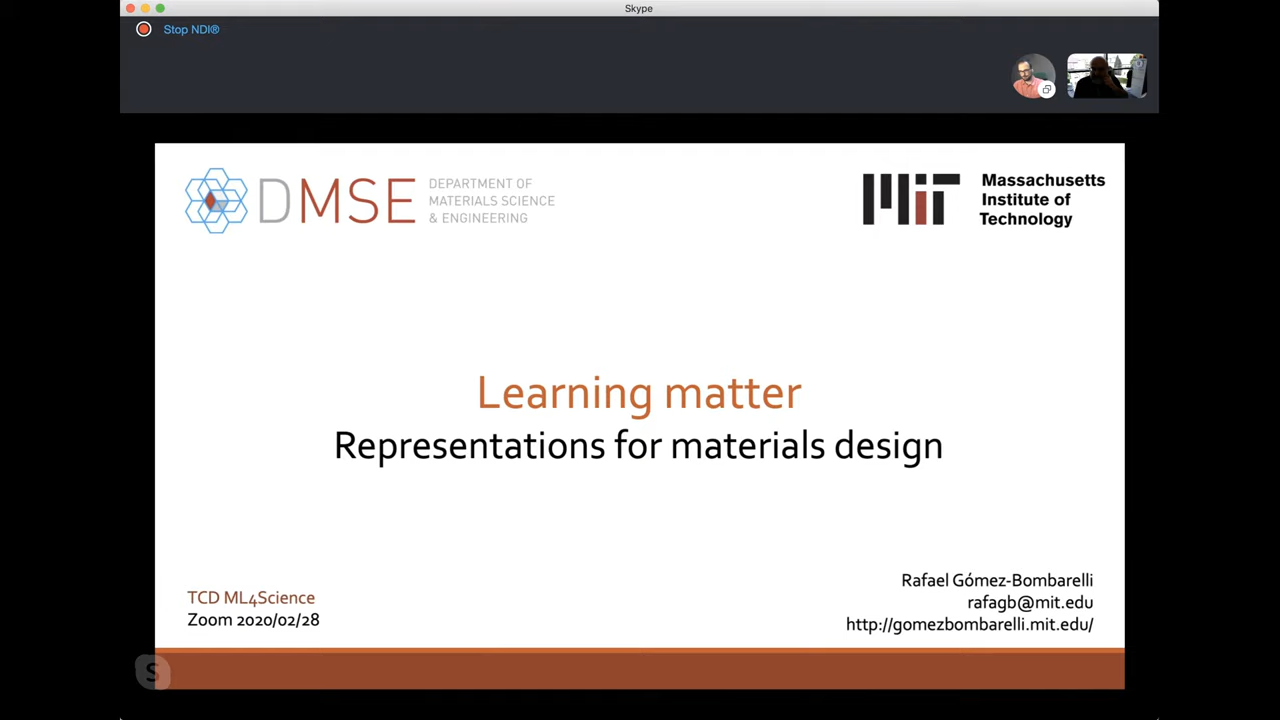 Skype
Stop NDI®
DMSE
DEPARTMENT OF
MATERIALS SCIENCE
& ENGINEERING
MIT
Massachusetts
Institute of
Technology
Learning matter
Representations for materials design
TCD ML4Science
Zoom 2020/02/28
Rafael Gómez-Bombarelli
rafagb@mit.edu
http://gomezbombarelli.mit.edu/
S